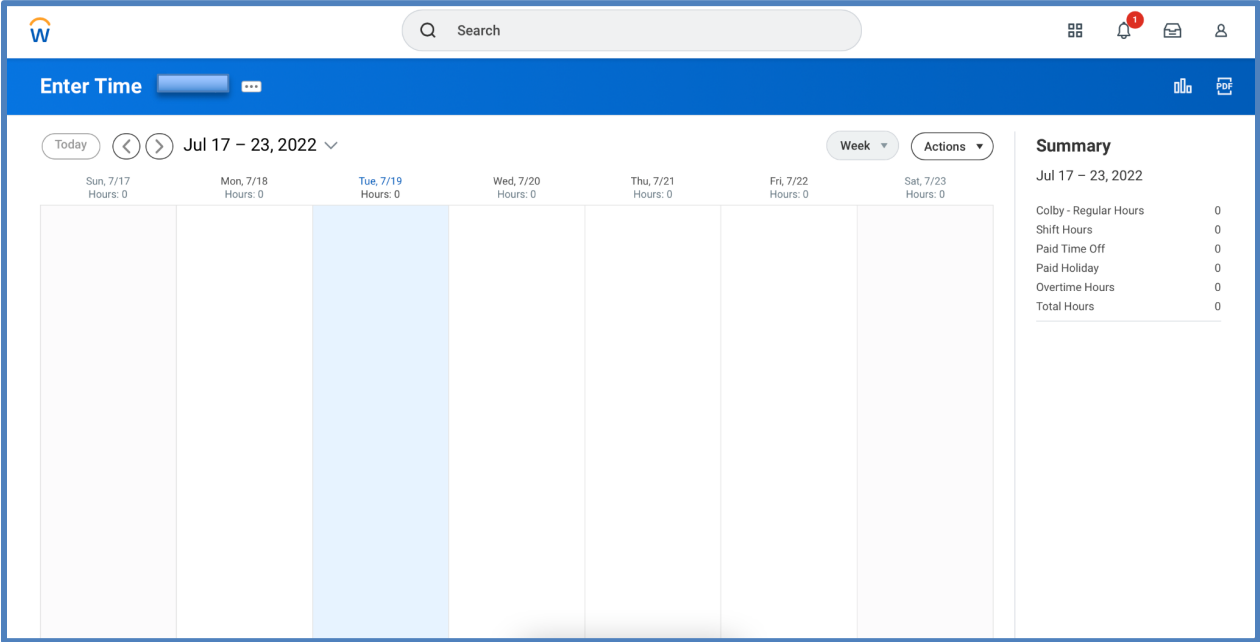 W
Search
1
Enter Time
PDF
Today
Jul 17 – 23, 2022
Week
Actions
Sun, 7/17
Hours: 0
Mon, 7/18
Hours: 0
Tue, 7/19
Hours: 0
Wed, 7/20
Hours: 0
Thu, 7/21
Hours: 0
Fri, 7/22
Hours: 0
Sat, 7/23
Hours: 0
Summary
Jul 17 – 23, 2022
Colby - Regular Hours 0
Shift Hours 0
Paid Time Off 0
Paid Holiday 0
Overtime Hours 0
Total Hours 0